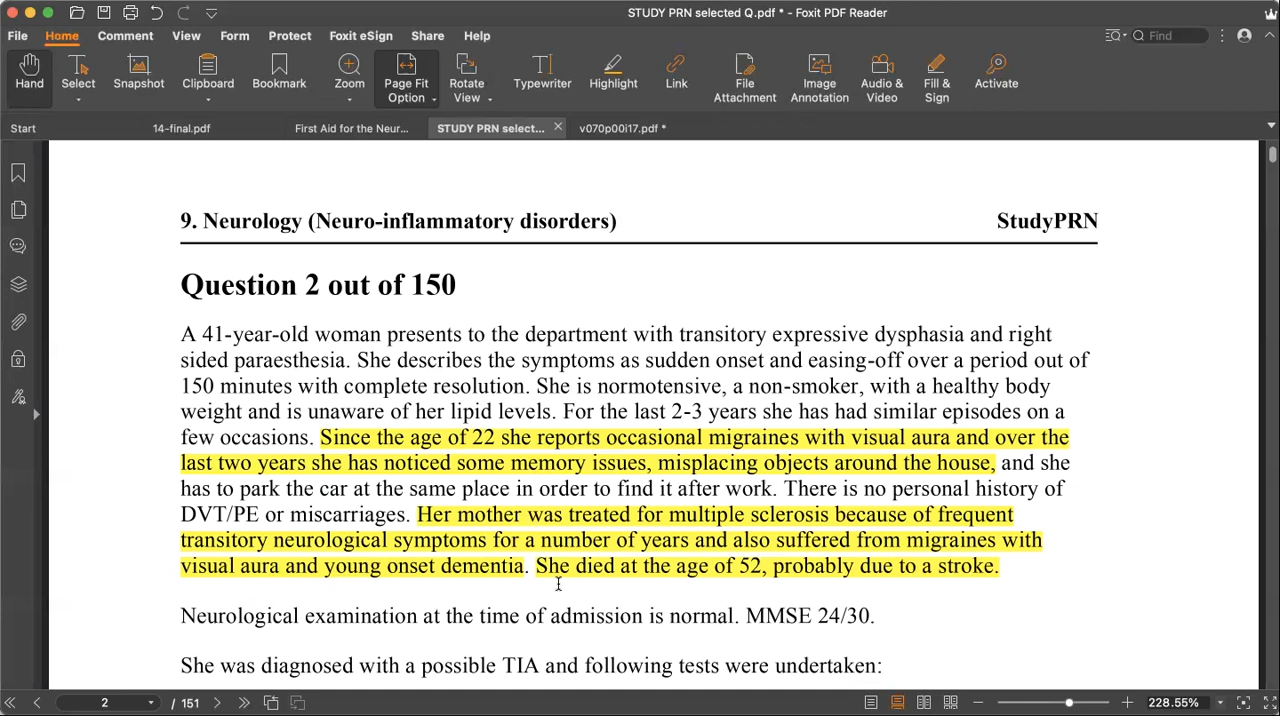 STUDY PRN selected Q.pdf * - Foxit PDF Reader
File Home Comment View Form Protect Foxit eSign Share Help Find
Hand Select Snapshot Clipboard Bookmark Zoom Page Fit Option Rotate View Typewriter Highlight Link File Attachment Image Annotation Audio & Video Fill & Sign Activate
Start 14-final.pdf First Aid for the Neur... STUDY PRN select... v070p00i17.pdf *
9. Neurology (Neuro-inflammatory disorders) StudyPRN
Question 2 out of 150
A 41-year-old woman presents to the department with transitory expressive dysphasia and right
sided paraesthesia. She describes the symptoms as sudden onset and easing-off over a period out of
150 minutes with complete resolution. She is normotensive, a non-smoker, with a healthy body
weight and is unaware of her lipid levels. For the last 2-3 years she has had similar episodes on a
few occasions. Since the age of 22 she reports occasional migraines with visual aura and over the
last two years she has noticed some memory issues, misplacing objects around the house, and she
has to park the car at the same place in order to find it after work. There is no personal history of
DVT/PE or miscarriages. Her mother was treated for multiple sclerosis because of frequent
transitory neurological symptoms for a number of years and also suffered from migraines with
visual aura and young onset dementia. She died at the age of 52, probably due to a stroke.
Neurological examination at the time of admission is normal. MMSE 24/30.
She was diagnosed with a possible TIA and following tests were undertaken:
2 / 151 228.55%